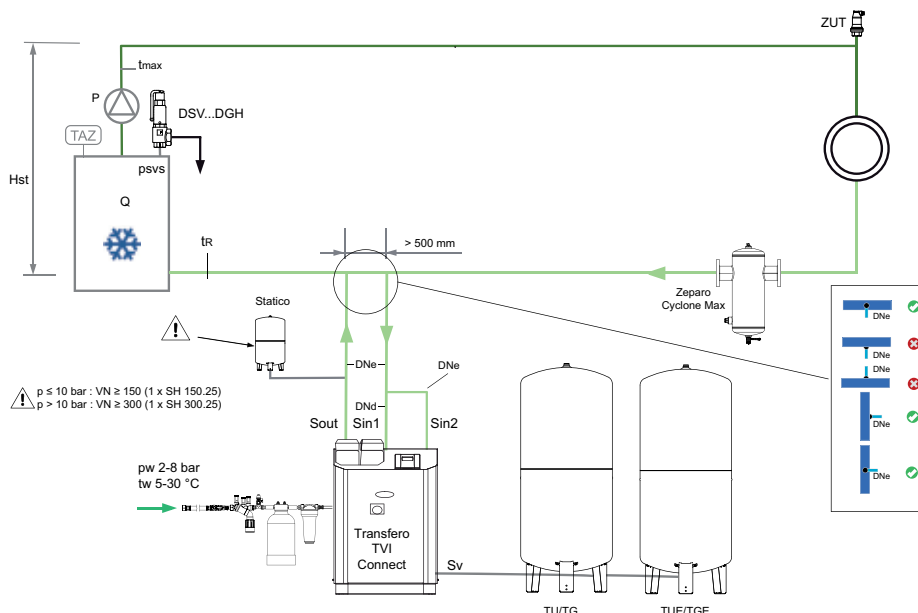 ZUT
tmax
P
DSV...DGH
TAZ
psvs
Hst
Q
tR
> 500 mm
Zeparo
Cyclone Max
Statico
DNe
DNe
DNd
p ≤ 10 bar : VN ≥ 150 (1 x SH 150.25)
p > 10 bar : VN ≥ 300 (1 x SH 300.25)
Sout
Sin1
Sin2
pw 2-8 bar
tw 5-30 °C
Transfero
TVI
Connect
Sv
TU/TG
TUE/TGE
DNe
DNe
DNe
DNe
DNe